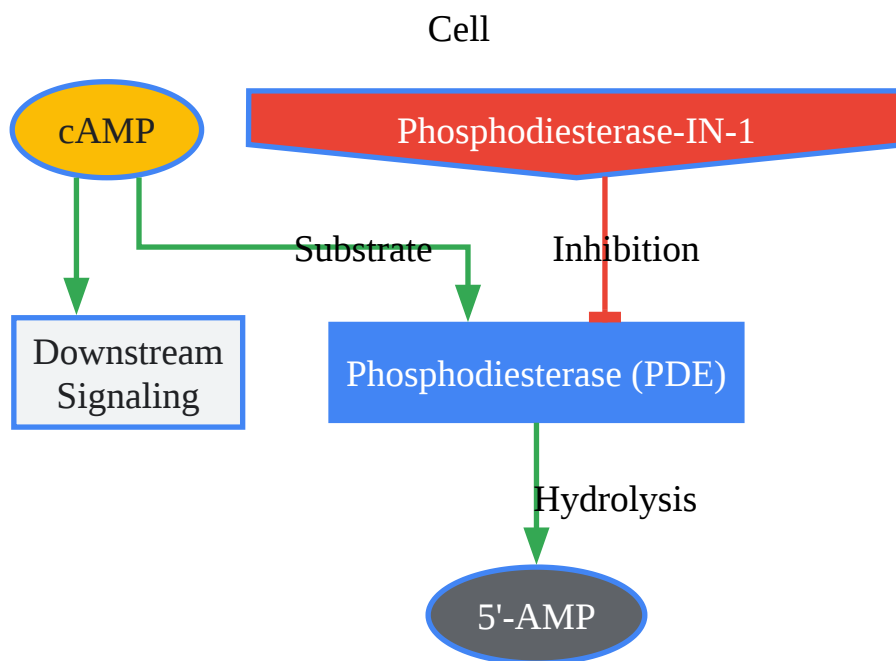 Cell
cAMP
Phosphodiesterase-IN-1
Substrate
Inhibition
Downstream
Signaling
Phosphodiesterase (PDE)
Hydrolysis
5'-AMP